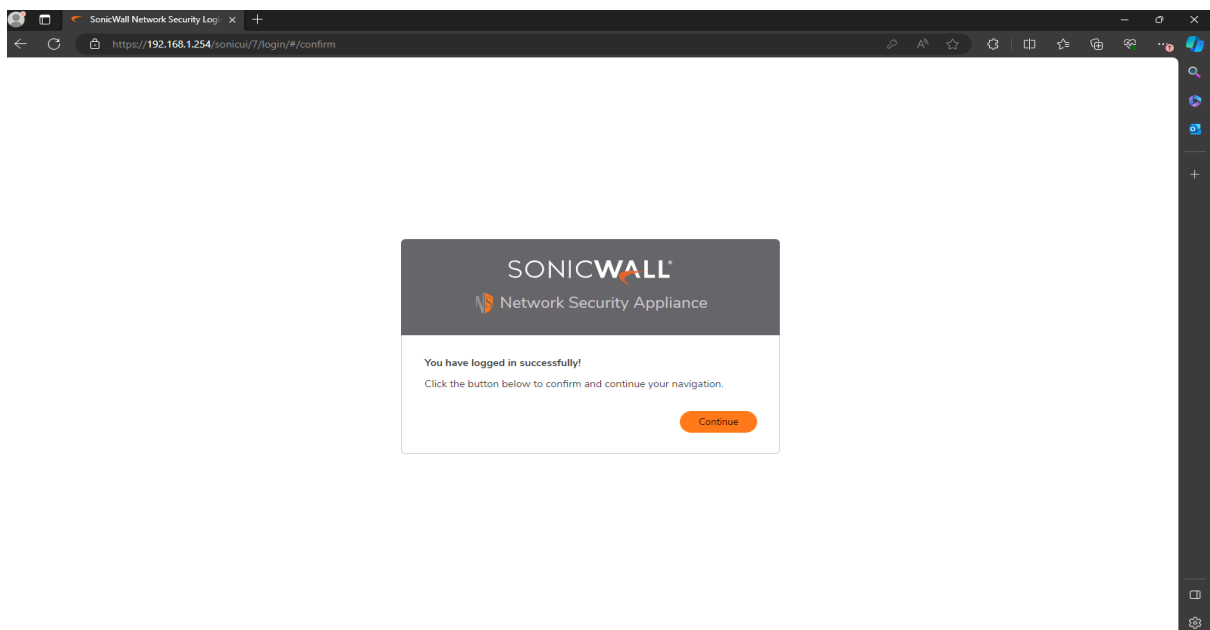 SonicWall Network Security Logi
https://192.168.1.254/sonicui/7/login/#/confirm
SONICWALL
NS Network Security Appliance
You have logged in successfully!
Click the button below to confirm and continue your navigation.
Continue